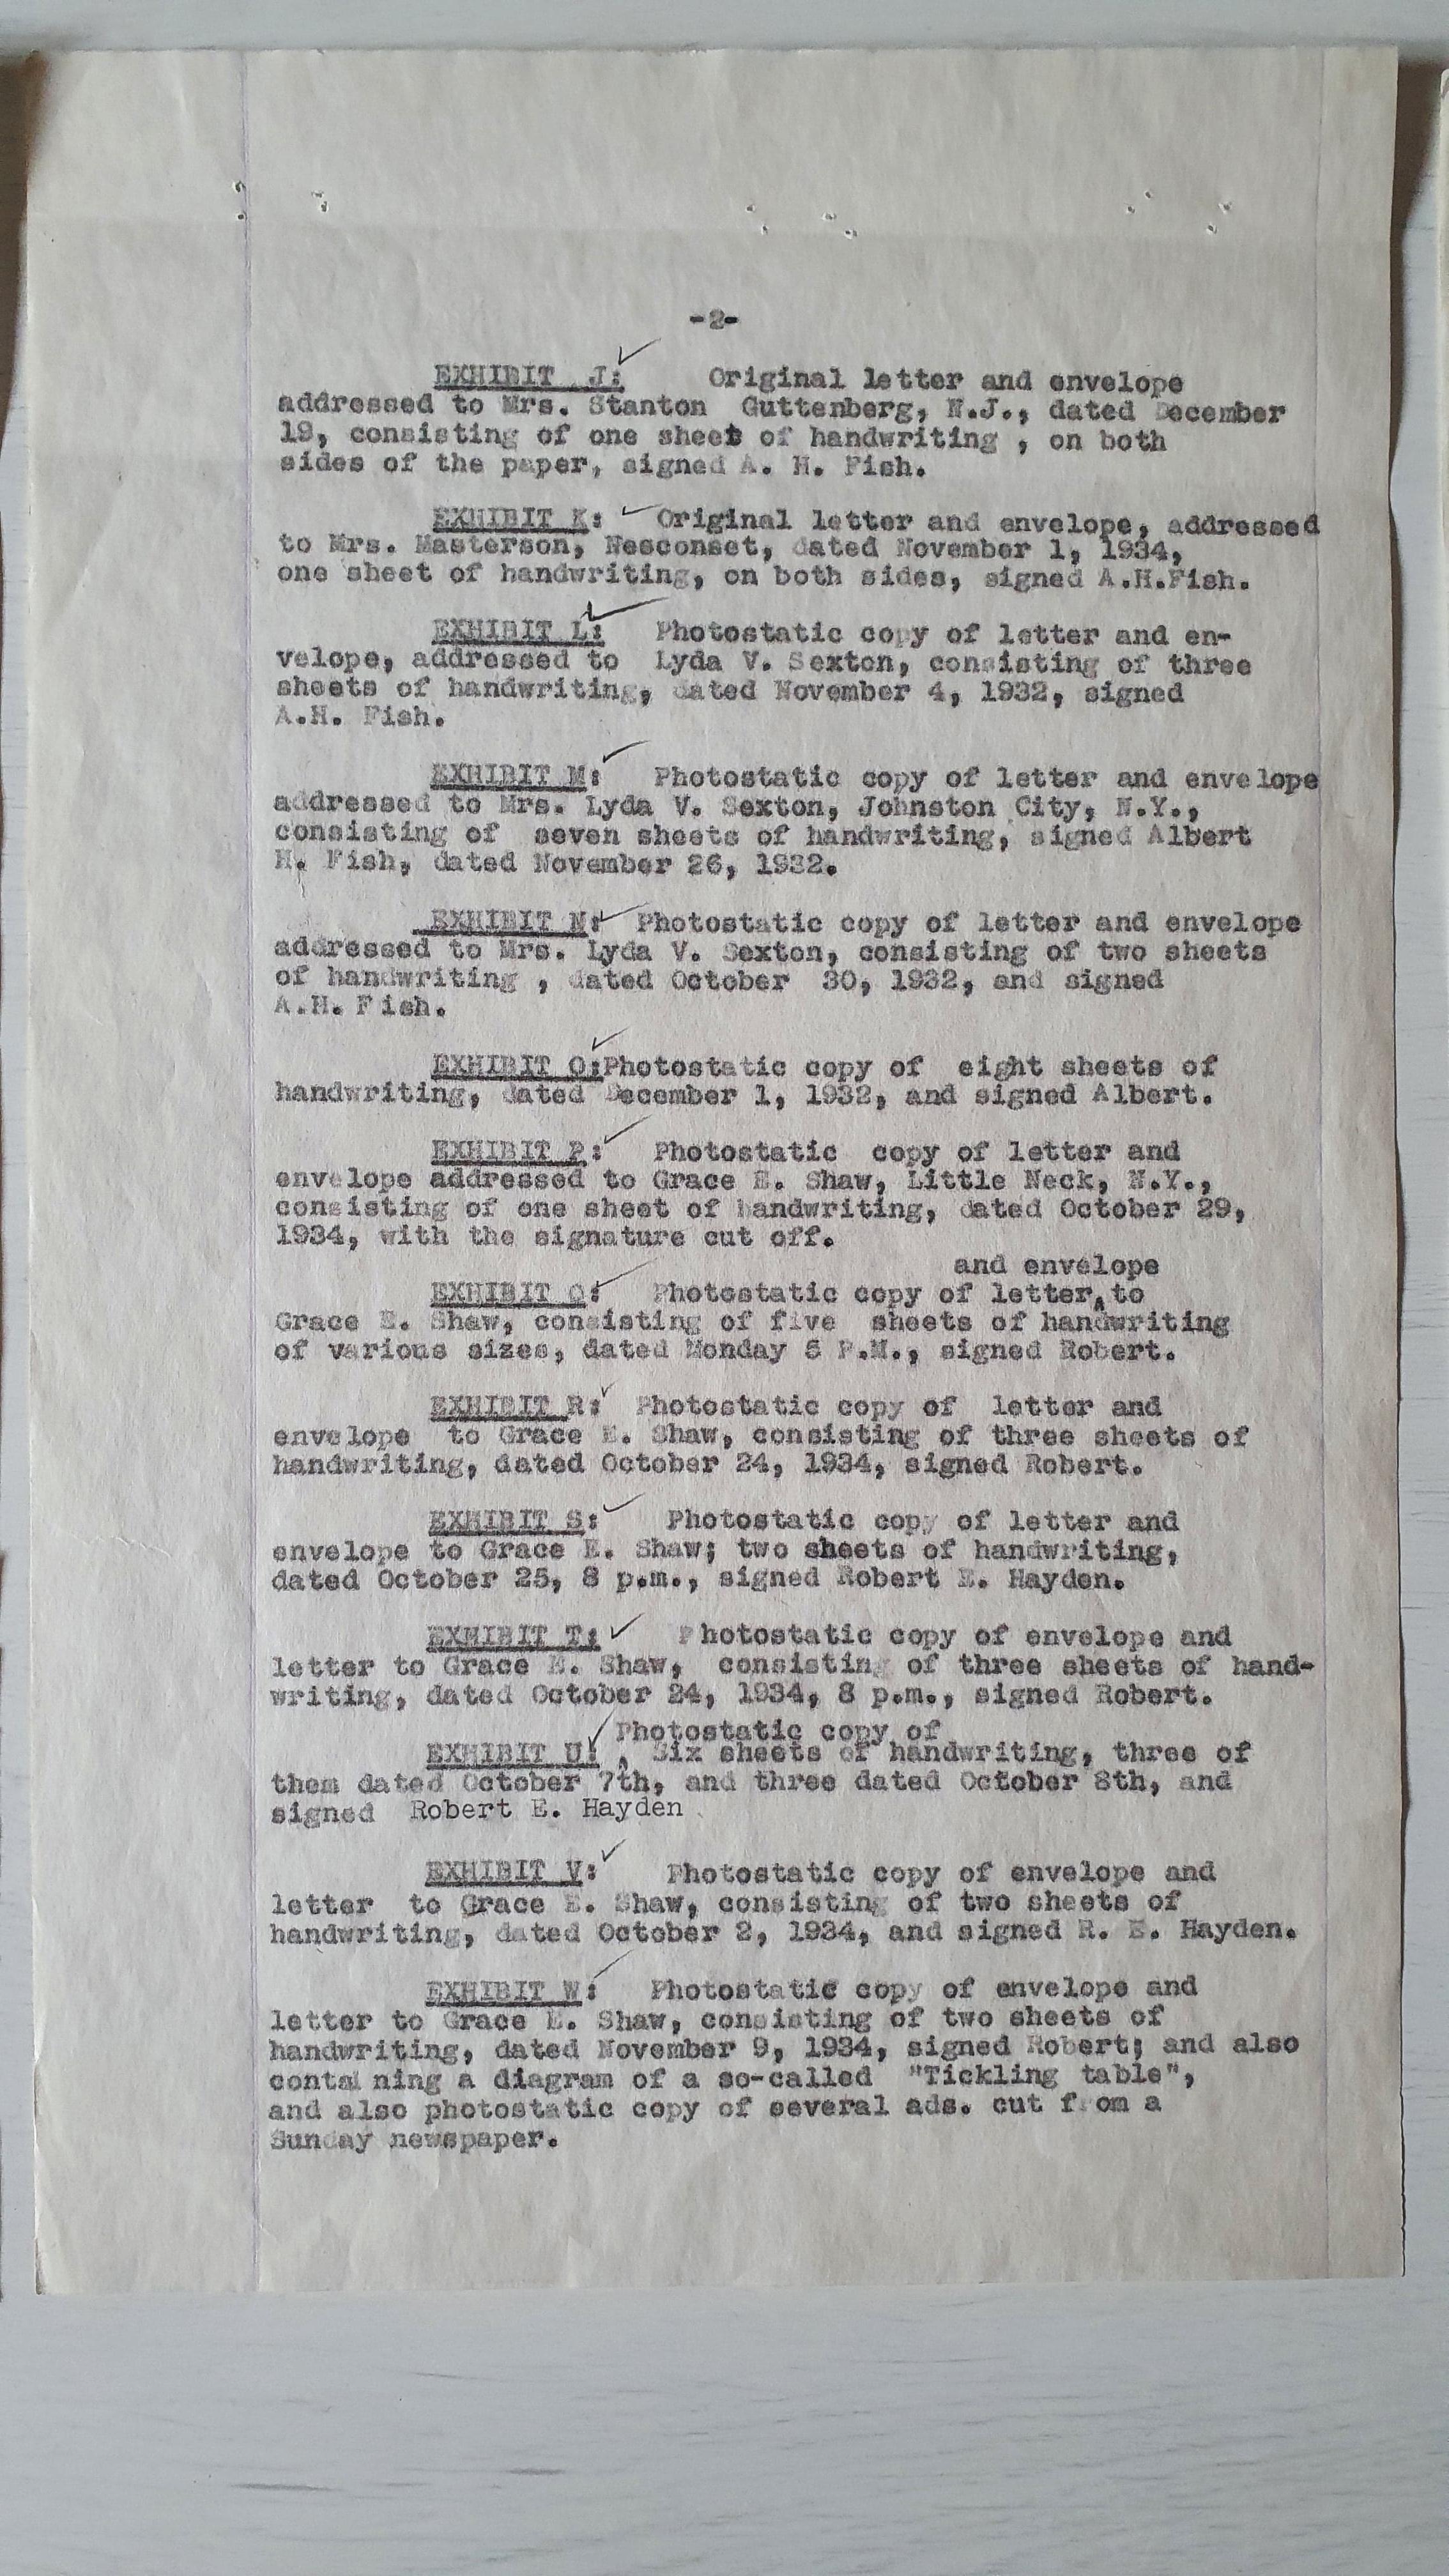 -2-
EXHIBIT J: Original letter and envelope
addressed to Mrs. Stanton Guttenberg, N.J., dated December
19, consisting of one sheet of handwriting , on both
sides of the paper, signed A. H. Fish.
EXHIBIT K: Original letter and envelope, addressed
to Mrs. Masterson, Nesconset, dated November 1, 1934,
one sheet of handwriting, on both sides, signed A.H.Fish.
EXHIBIT L: Photostatic copy of letter and en-
velope, addressed to Lyda V. Sexton, consisting of three
sheets of handwriting, dated November 4, 1932, signed
A.H. Fish.
EXHIBIT M: Photostatic copy of letter and envelope
addressed to Mrs. Lyda V. Sexton, Johnston City, N.Y.,
consisting of seven sheets of handwriting, signed Albert
H. Fish, dated November 26, 1932.
EXHIBIT N: Photostatic copy of letter and envelope
addressed to Mrs. Lyda V. Sexton, consisting of two sheets
of handwriting , dated October 30, 1932, and signed
A.H. Fish.
EXHIBIT O:Photostatic copy of eight sheets of
handwriting, dated December 1, 1932, and signed Albert.
EXHIBIT P: Photostatic copy of letter and
envelope addressed to Grace E. Shaw, Little Neck, N.Y.,
consisting of one sheet of handwriting, dated October 29,
1934, with the signature cut off.
and envelope
EXHIBIT Q: Photostatic copy of letter to
Grace E. Shaw, consisting of five sheets of handwriting
of various sizes, dated Monday 5 P.M., signed Robert.
EXHIBIT R: Photostatic copy of letter and
envelope to Grace E. Shaw, consisting of three sheets of
handwriting, dated October 24, 1934, signed Robert.
EXHIBIT S: Photostatic copy of letter and
envelope to Grace E. Shaw; two sheets of handwriting,
dated October 25, 8 p.m., signed Robert E. Hayden.
EXHIBIT T: Photostatic copy of envelope and
letter to Grace E. Shaw, consisting of three sheets of hand-
writing, dated October 24, 1934, 8 p.m., signed Robert.
Photostatic copy of
EXHIBIT U: , Six sheets of handwriting, three of
them dated October 7th, and three dated October 8th, and
signed Robert E. Hayden
EXHIBIT V: Photostatic copy of envelope and
letter to Grace E. Shaw, consisting of two sheets of
handwriting, dated October 2, 1934, and signed R. E. Hayden.
EXHIBIT W: Photostatic copy of envelope and
letter to Grace E. Shaw, consisting of two sheets of
handwriting, dated November 9, 1934, signed Robert; and also
containing a diagram of a so-called "Tickling table",
and also photostatic copy of several ads. cut from a
Sunday newspaper.